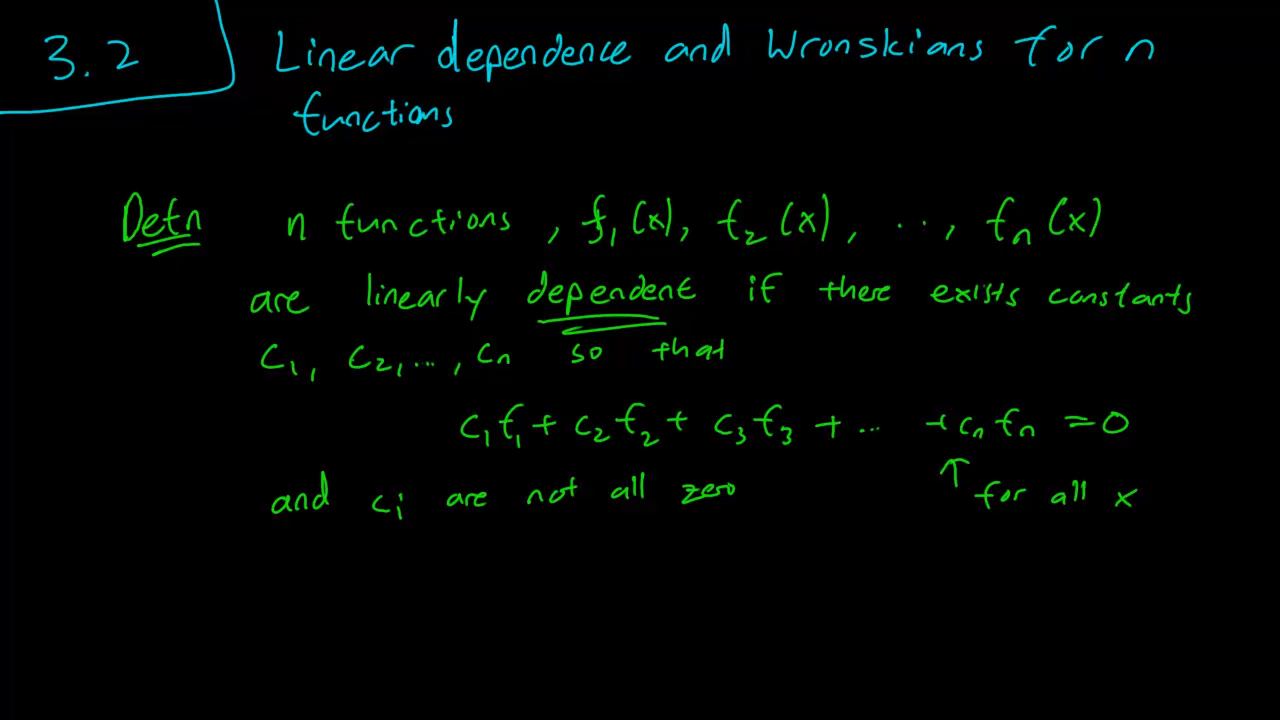 3.2 Linear dependence and Wronskians for n
functions
Defn n functions, f₁(x), f₂(x), ..., fₙ(x)
are linearly dependent if there exists constants
c₁, c₂, ..., cₙ so that
c₁f₁ + c₂f₂ + c₃f₃ + ... + cₙfₙ = 0
and cᵢ are not all zero ↑ for all x